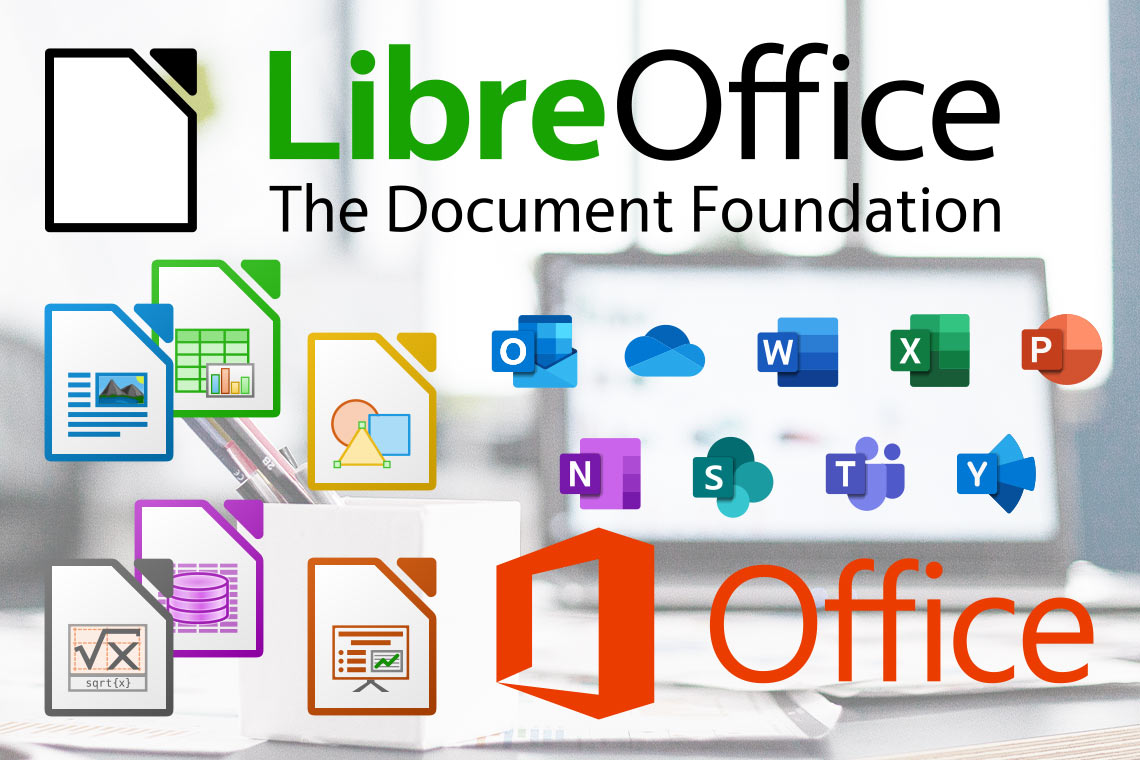 LibreOffice
The Document Foundation
O
W
X
P
N
S
T
Y
sqrt{x}
√x
Office